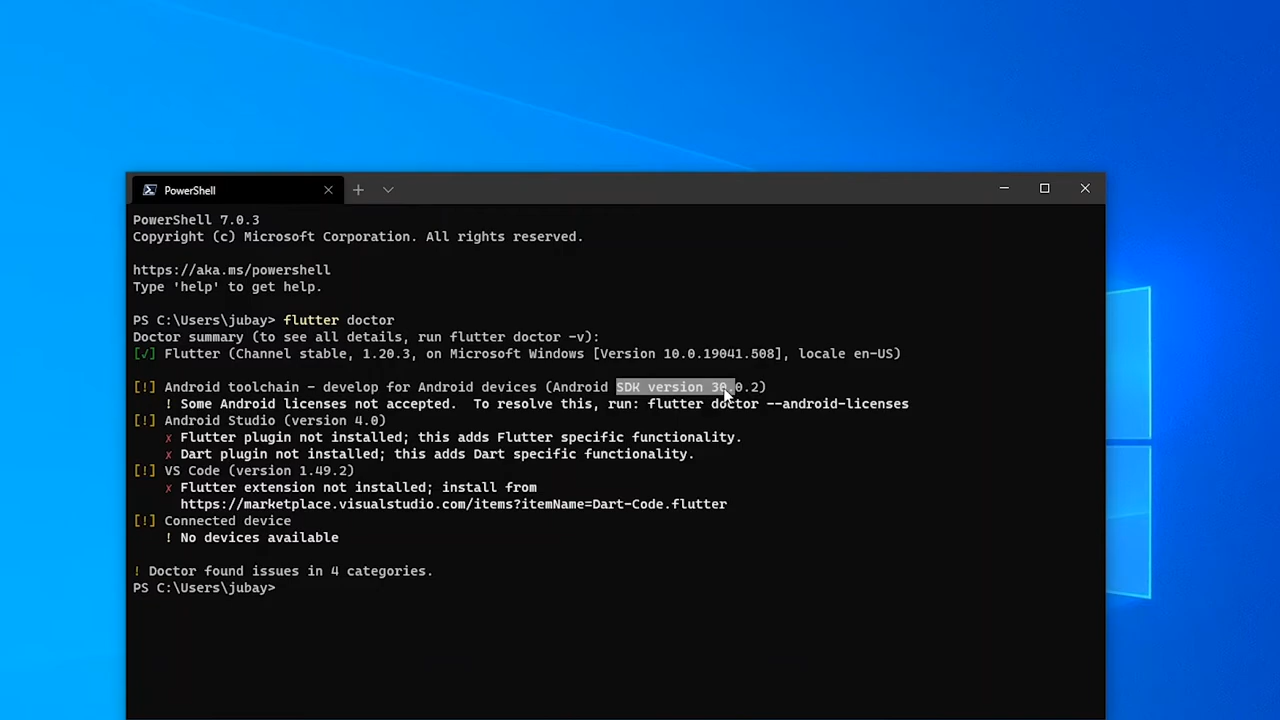 PowerShell
PowerShell 7.0.3
Copyright (c) Microsoft Corporation. All rights reserved.
https://aka.ms/powershell
Type 'help' to get help.
PS C:\Users\jubay> flutter doctor
Doctor summary (to see all details, run flutter doctor -v):
[√] Flutter (Channel stable, 1.20.3, on Microsoft Windows [Version 10.0.19041.508], locale en-US)
[!] Android toolchain - develop for Android devices (Android SDK version 30.0.2)
! Some Android licenses not accepted.  To resolve this, run: flutter doctor --android-licenses
[!] Android Studio (version 4.0)
✗ Flutter plugin not installed; this adds Flutter specific functionality.
✗ Dart plugin not installed; this adds Dart specific functionality.
[!] VS Code (version 1.49.2)
✗ Flutter extension not installed; install from
https://marketplace.visualstudio.com/items?itemName=Dart-Code.flutter
[!] Connected device
! No devices available
! Doctor found issues in 4 categories.
PS C:\Users\jubay>